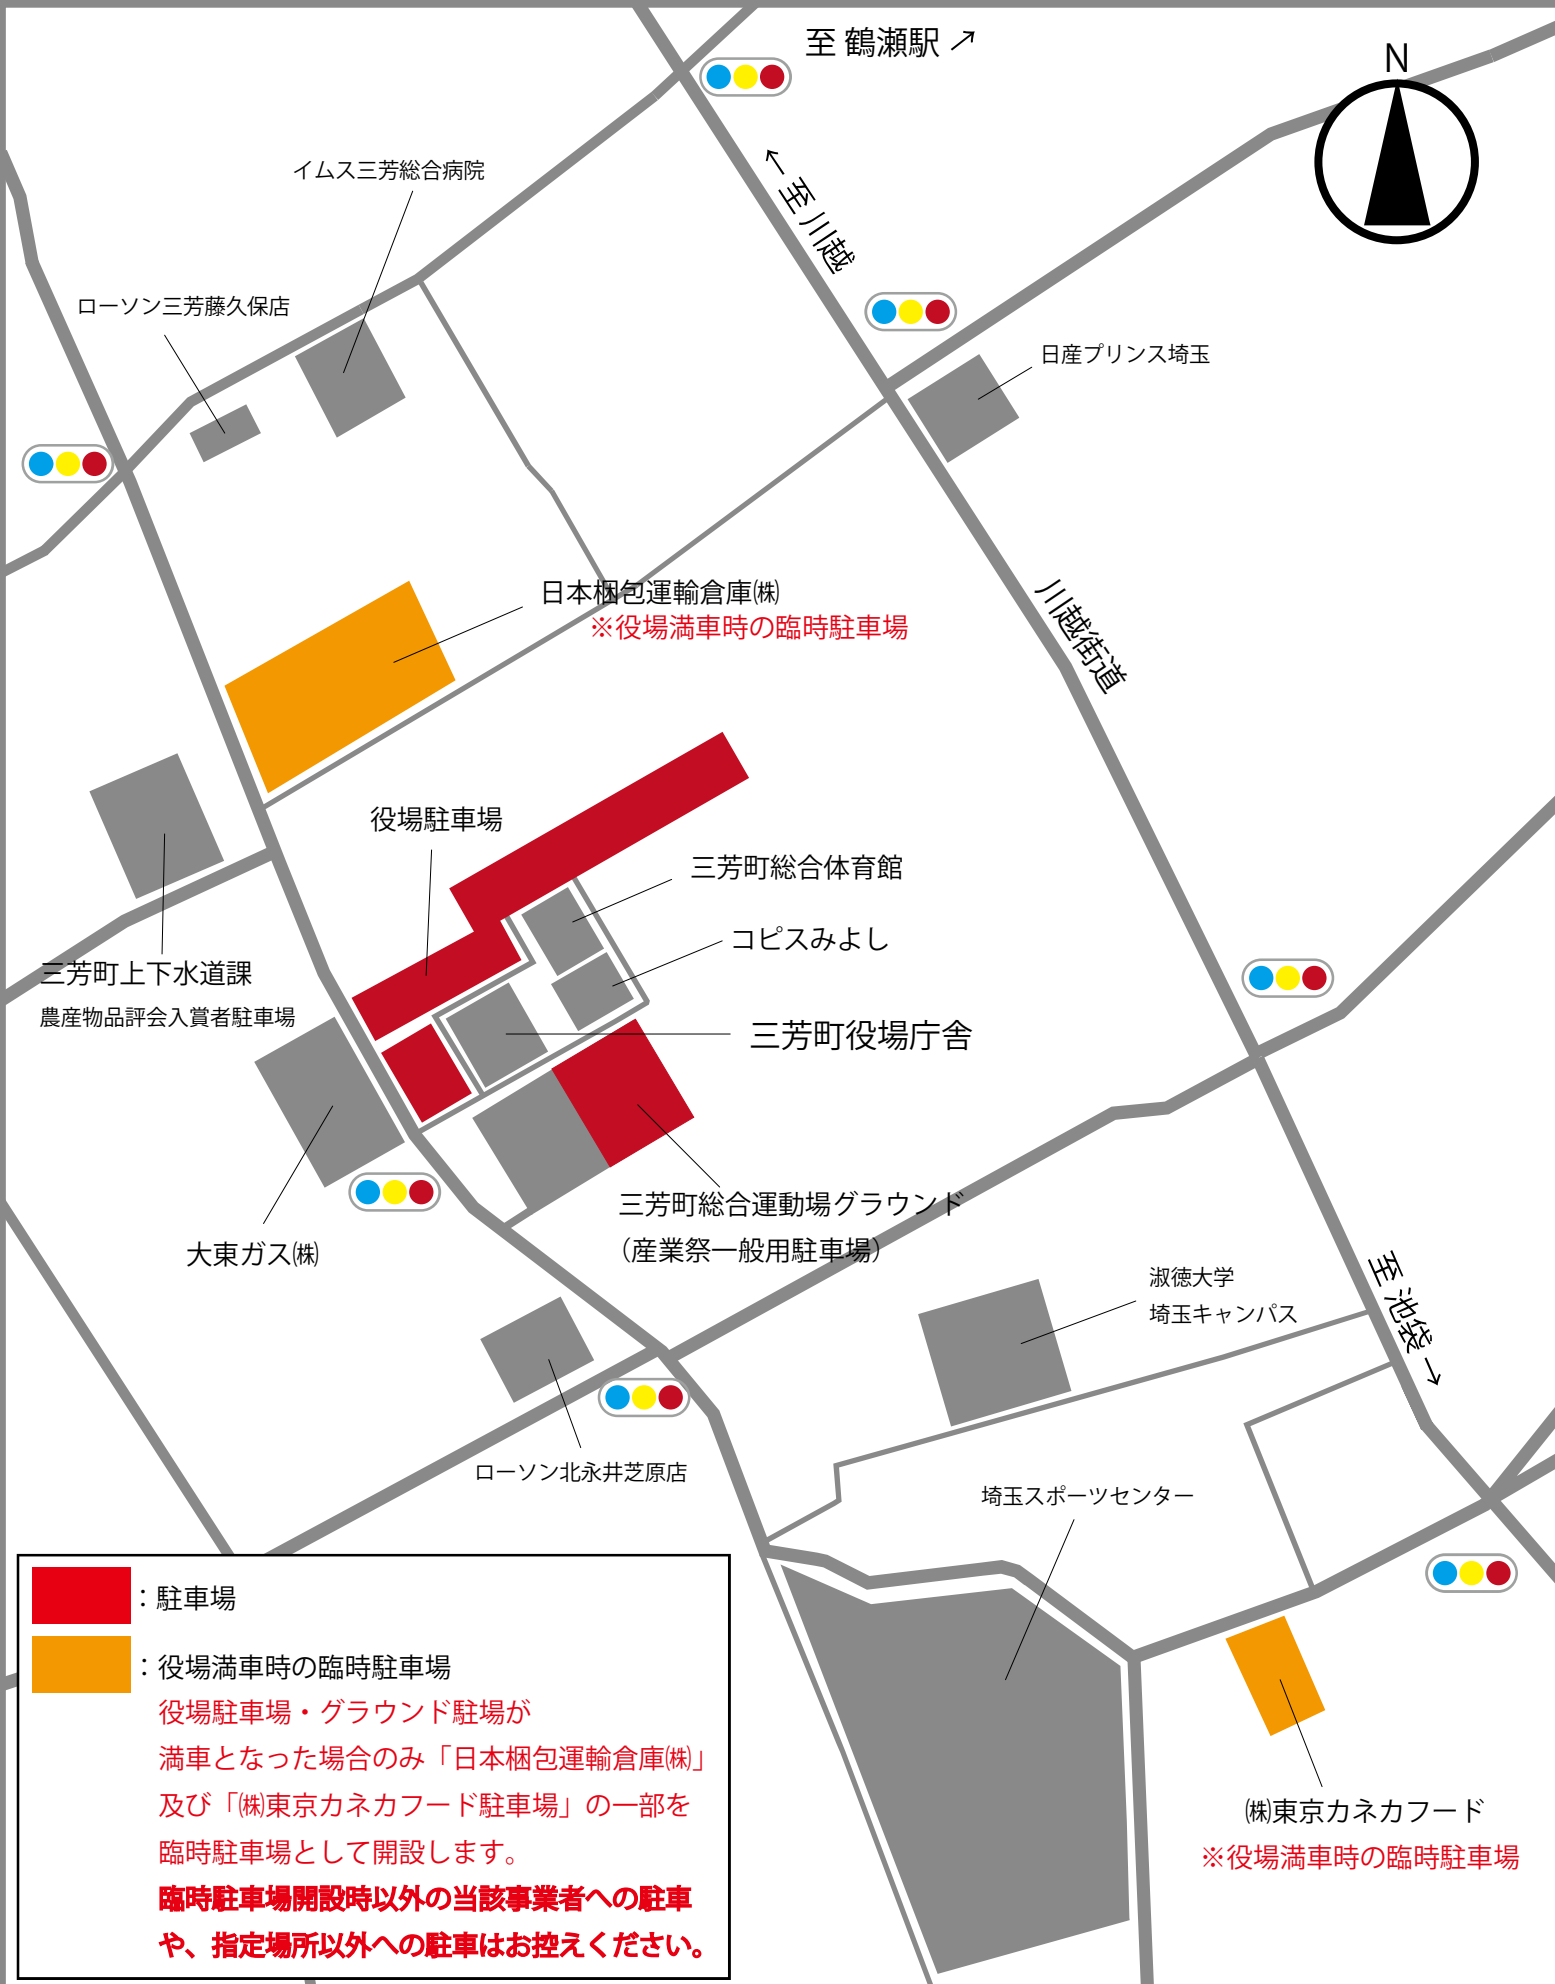 至 鶴瀬駅 ↗
N
イムス三芳総合病院
← 至 川越
ローソン三芳藤久保店
日産プリンス埼玉
日本梱包運輸倉庫㈱
※役場満車時の臨時駐車場
川越街道
役場駐車場
三芳町総合体育館
コピスみよし
三芳町上下水道課
農産物品評会入賞者駐車場
三芳町役場庁舎
三芳町総合運動場グラウンド
（産業祭一般用駐車場）
大東ガス㈱
淑徳大学
埼玉キャンパス
至 池袋 →
ローソン北永井芝原店
埼玉スポーツセンター
：駐車場
：役場満車時の臨時駐車場
役場駐車場・グラウンド駐場が
満車となった場合のみ「日本梱包運輸倉庫㈱」
及び「㈱東京カネカフード駐車場」の一部を
臨時駐車場として開設します。
臨時駐車場開設時以外の当該事業者への駐車
や、指定場所以外への駐車はお控えください。
㈱東京カネカフード
※役場満車時の臨時駐車場